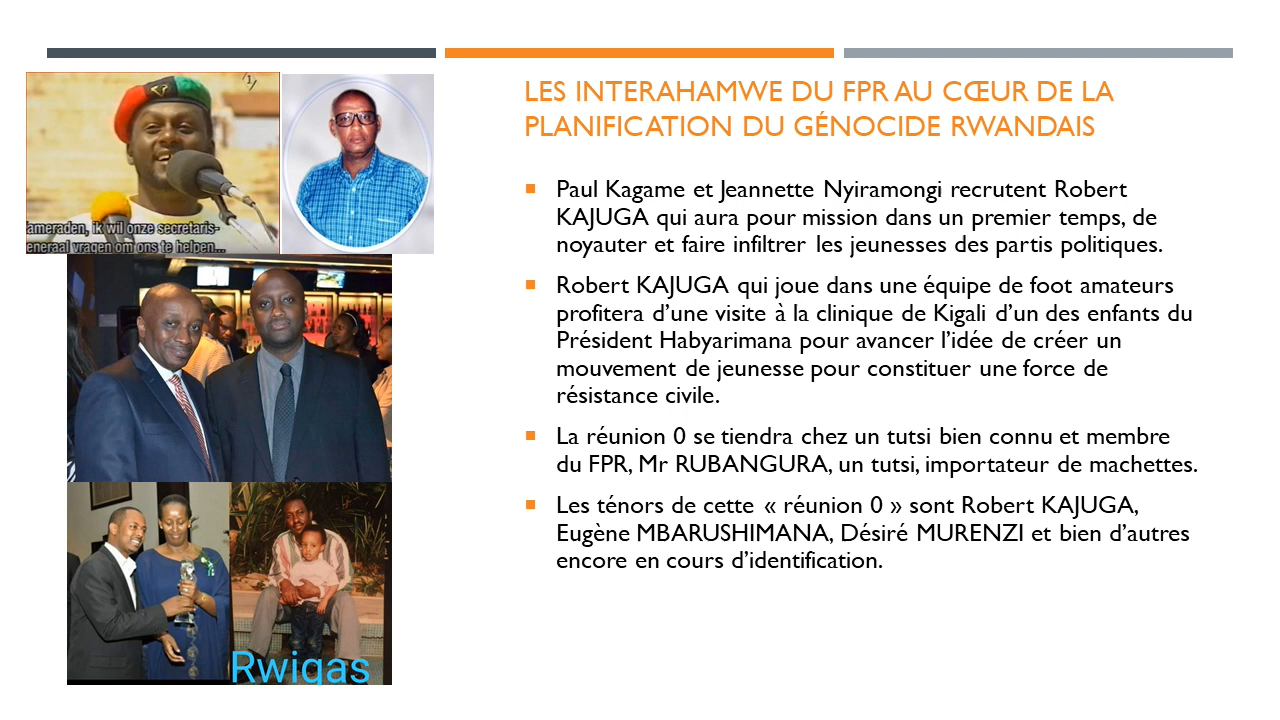 LES INTERAHAMWE DU FPR AU CŒUR DE LA
PLANIFICATION DU GÉNOCIDE RWANDAIS
ameraden, ik wil onze secretaris-
eneraal vragen om ons te helpen...
Rwigas
Paul Kagame et Jeannette Nyiramongi recrutent Robert
KAJUGA qui aura pour mission dans un premier temps, de
noyauter et faire infiltrer les jeunesses des partis politiques.
Robert KAJUGA qui joue dans une équipe de foot amateurs
profitera d’une visite à la clinique de Kigali d’un des enfants du
Président Habyarimana pour avancer l’idée de créer un
mouvement de jeunesse pour constituer une force de
résistance civile.
La réunion 0 se tiendra chez un tutsi bien connu et membre
du FPR, Mr RUBANGURA, un tutsi, importateur de machettes.
Les ténors de cette « réunion 0 » sont Robert KAJUGA,
Eugène MBARUSHIMANA, Désiré MURENZI et bien d’autres
encore en cours d’identification.